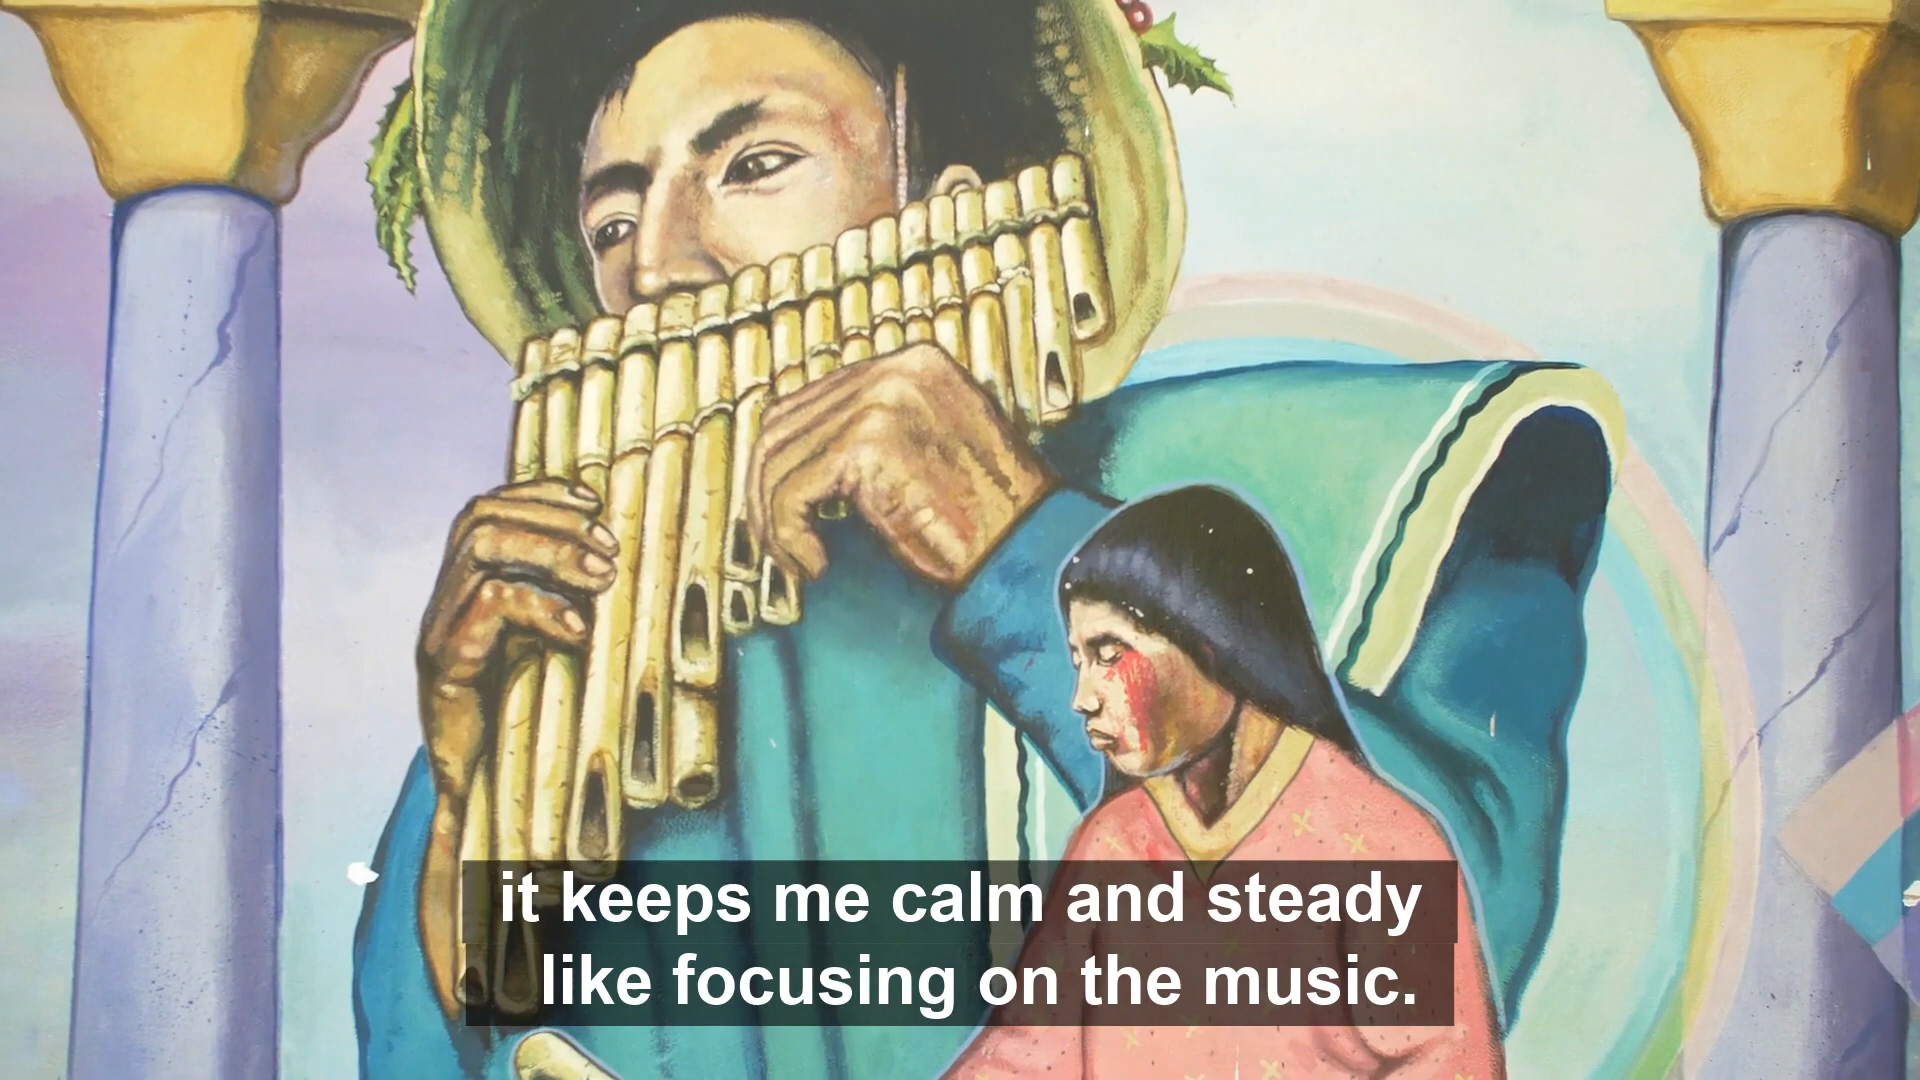 it keeps me calm and steady
like focusing on the music.